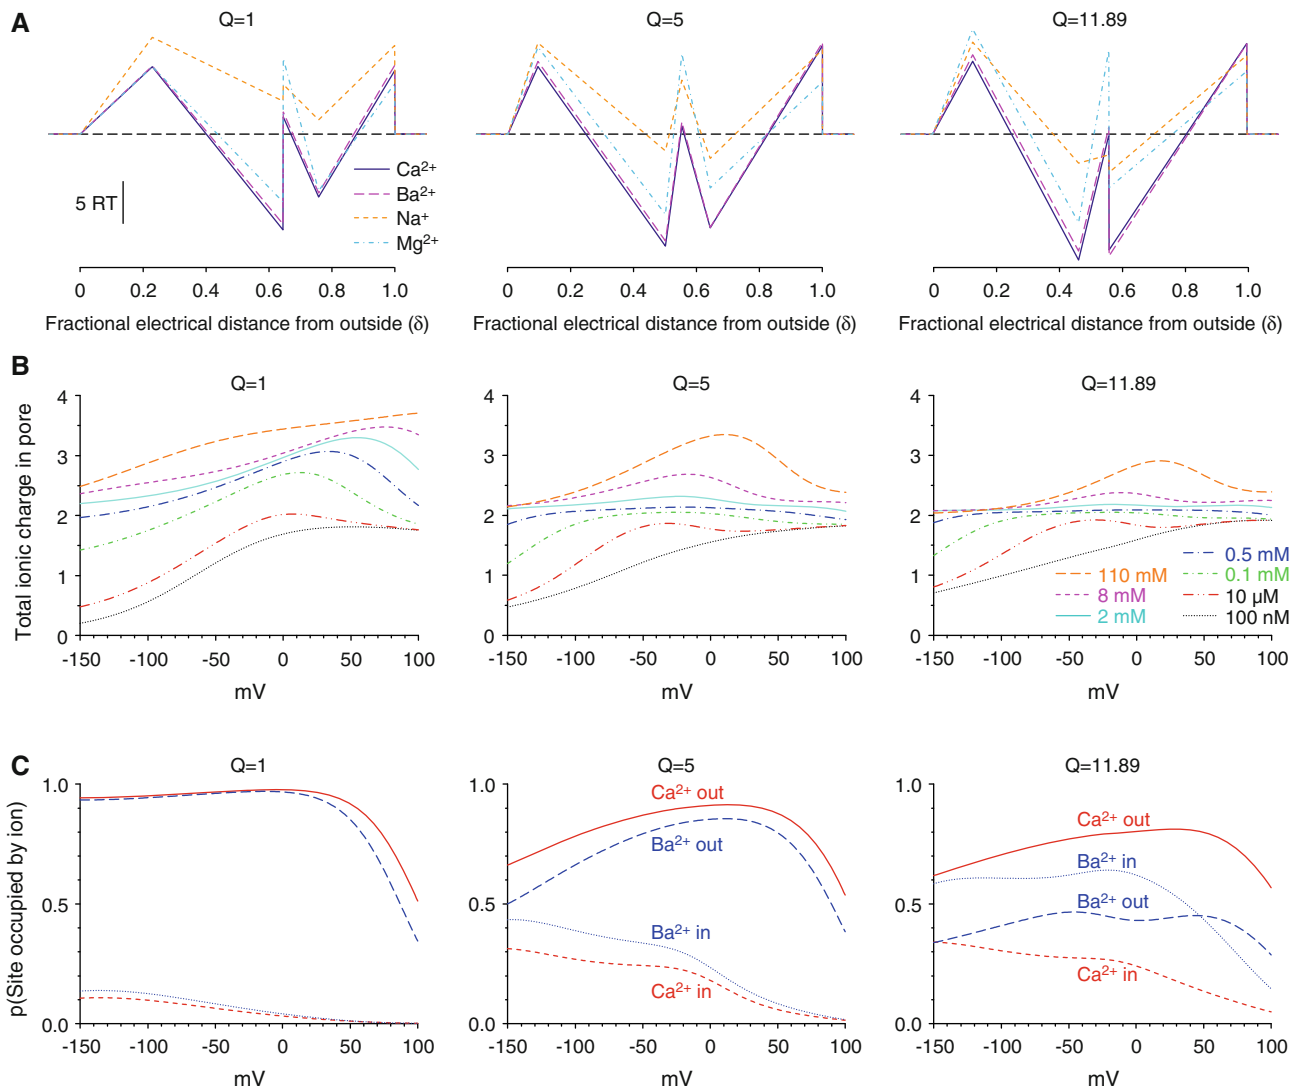 A
Q=1
Q=5
Q=11.89
5 RT
Ca²⁺
Ba²⁺
Na⁺
Mg²⁺
0 0.2 0.4 0.6 0.8 1.0
0 0.2 0.4 0.6 0.8 1.0
0 0.2 0.4 0.6 0.8 1.0
Fractional electrical distance from outside (δ)
Fractional electrical distance from outside (δ)
Fractional electrical distance from outside (δ)
B
Q=1
Q=5
Q=11.89
Total ionic charge in pore
4
3
2
1
0
-150 -100 -50 0 50 100
mV
4
3
2
1
0
-150 -100 -50 0 50 100
mV
4
3
2
1
0
110 mM
8 mM
2 mM
0.5 mM
0.1 mM
10 µM
100 nM
-150 -100 -50 0 50 100
mV
C
Q=1
Q=5
Q=11.89
p(Site occupied by ion)
1.0
0.5
0.0
-150 -100 -50 0 50 100
mV
1.0
0.5
0.0
Ca²⁺ out
Ba²⁺ out
Ba²⁺ in
Ca²⁺ in
-150 -100 -50 0 50 100
mV
1.0
0.5
0.0
Ca²⁺ out
Ba²⁺ in
Ba²⁺ out
Ca²⁺ in
-150 -100 -50 0 50 100
mV